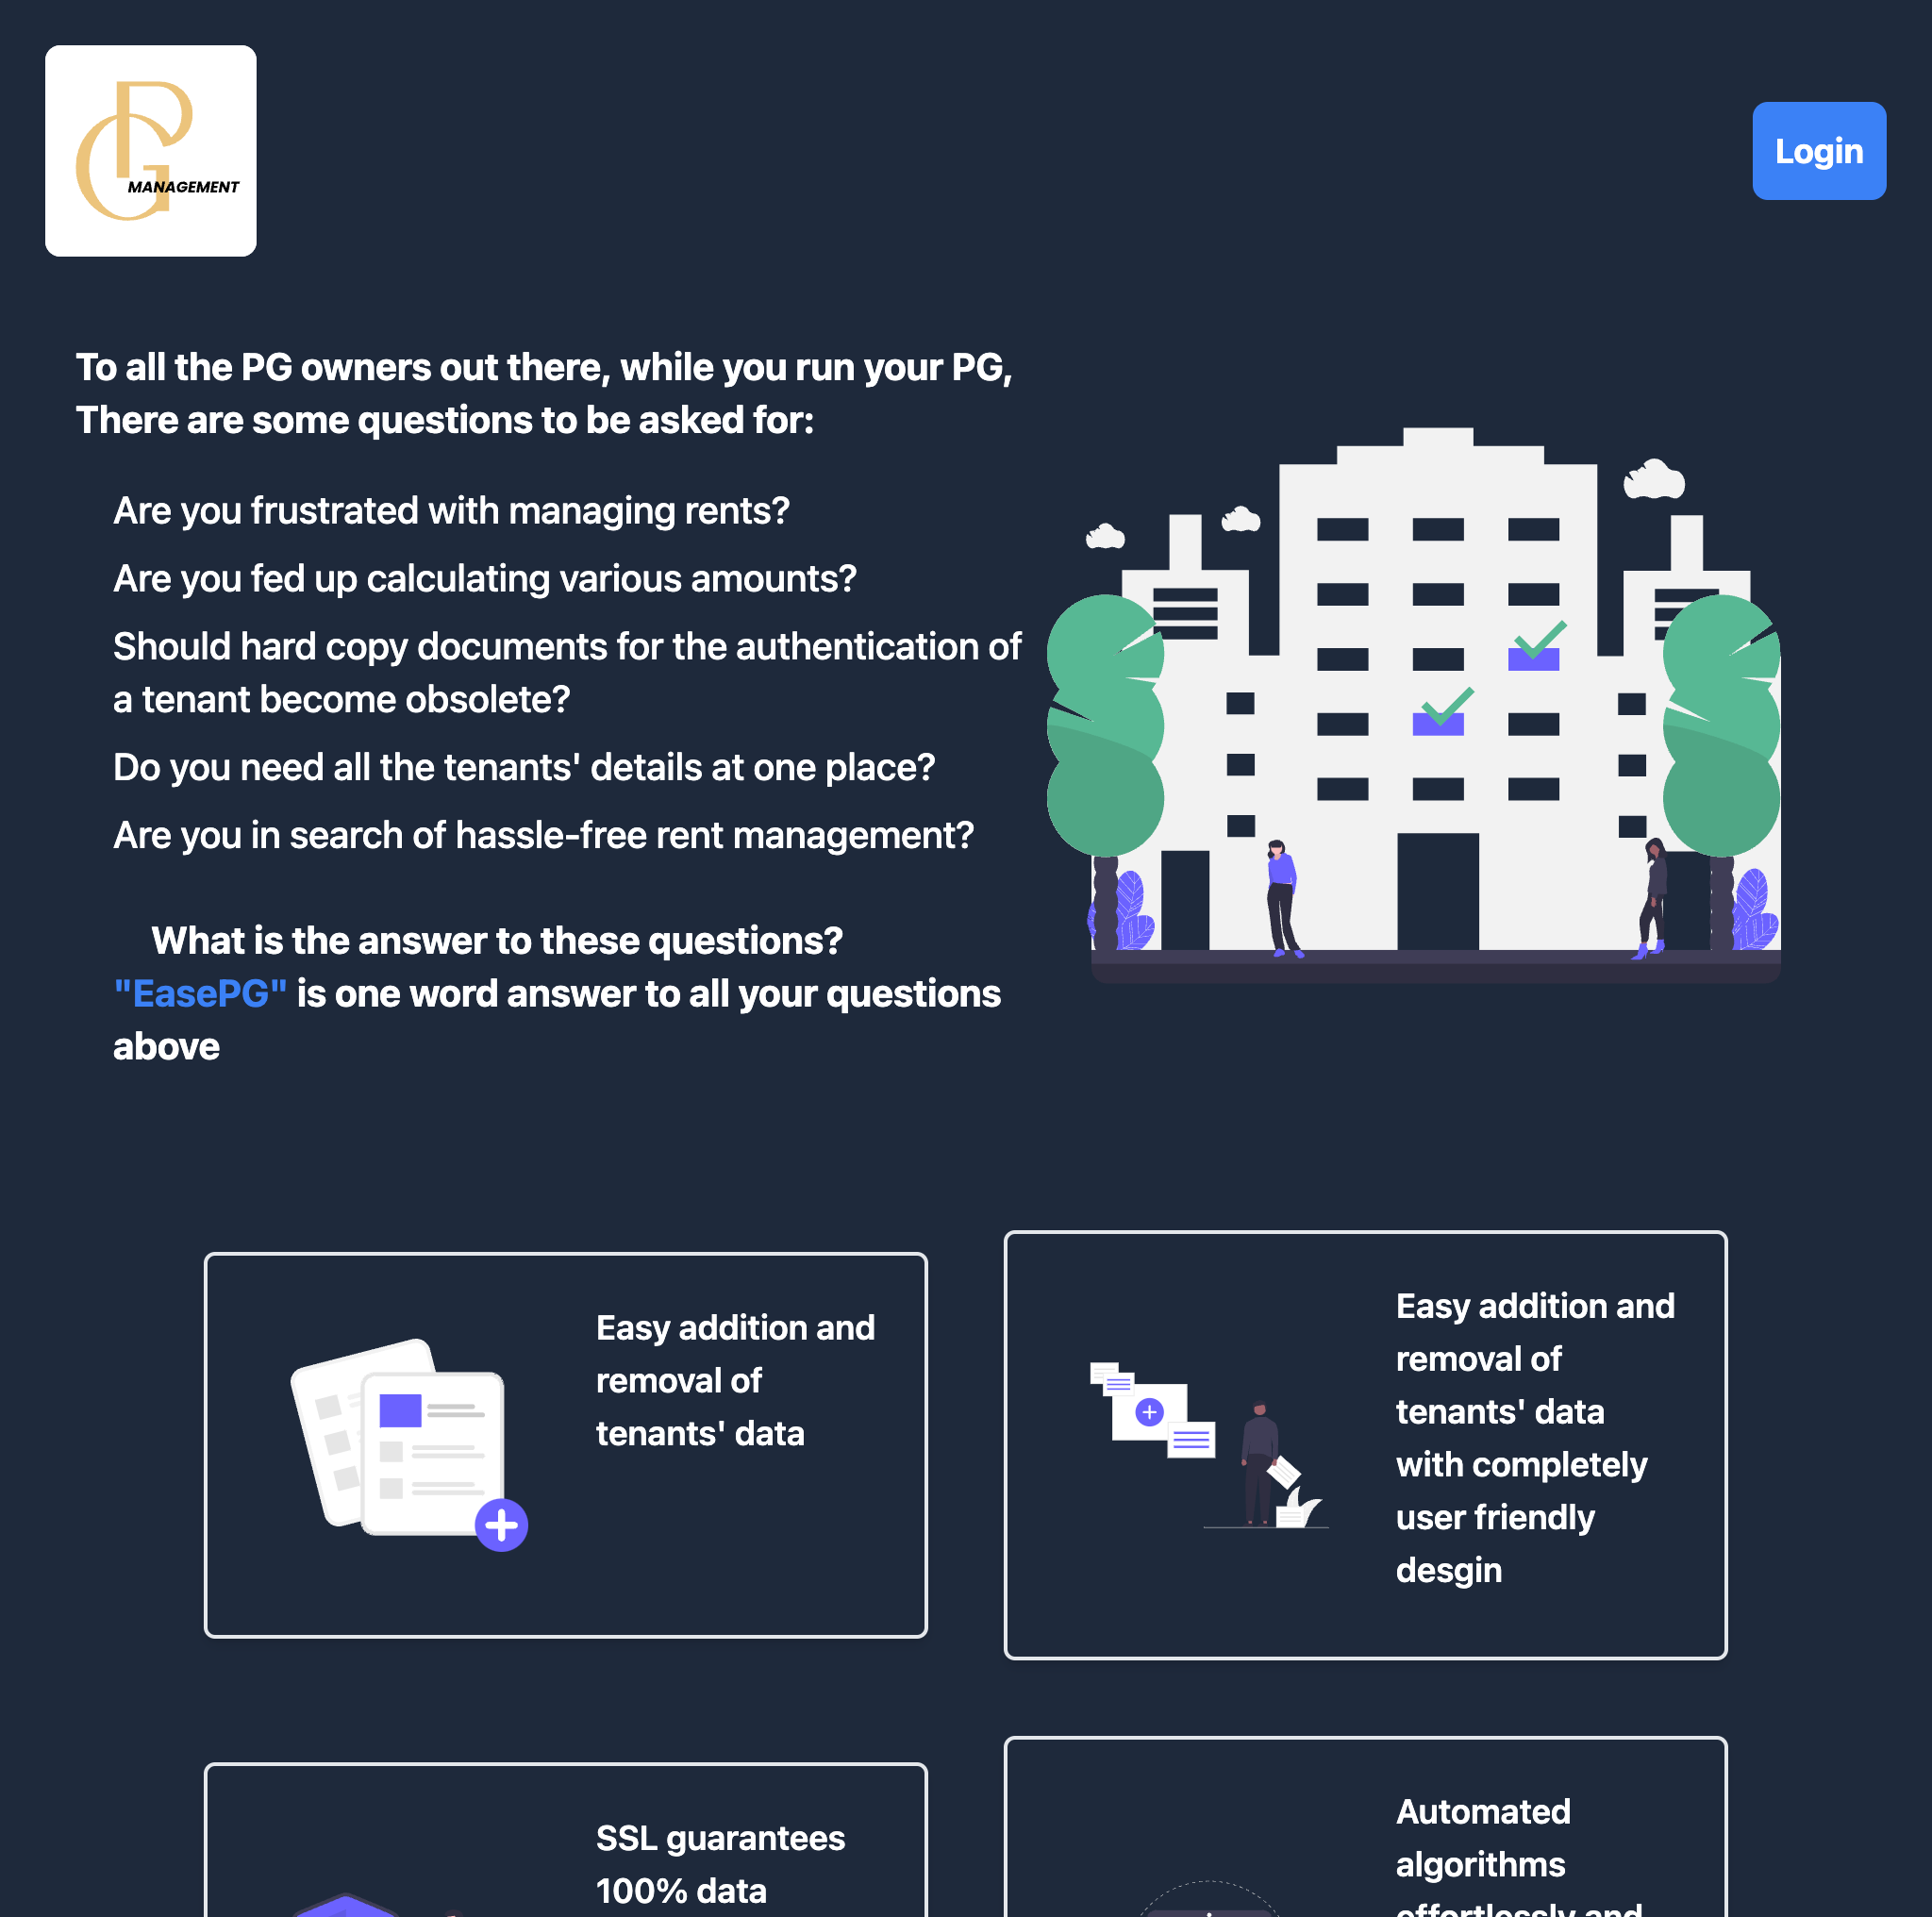 PG
MANAGEMENT
Login
To all the PG owners out there, while you run your PG,
There are some questions to be asked for:
Are you frustrated with managing rents?
Are you fed up calculating various amounts?
Should hard copy documents for the authentication of
a tenant become obsolete?
Do you need all the tenants' details at one place?
Are you in search of hassle-free rent management?
What is the answer to these questions?
"EasePG" is one word answer to all your questions
above
Easy addition and
removal of
tenants' data
Easy addition and
removal of
tenants' data
with completely
user friendly
desgin
SSL guarantees
100% data
Automated
algorithms
effortlessly and